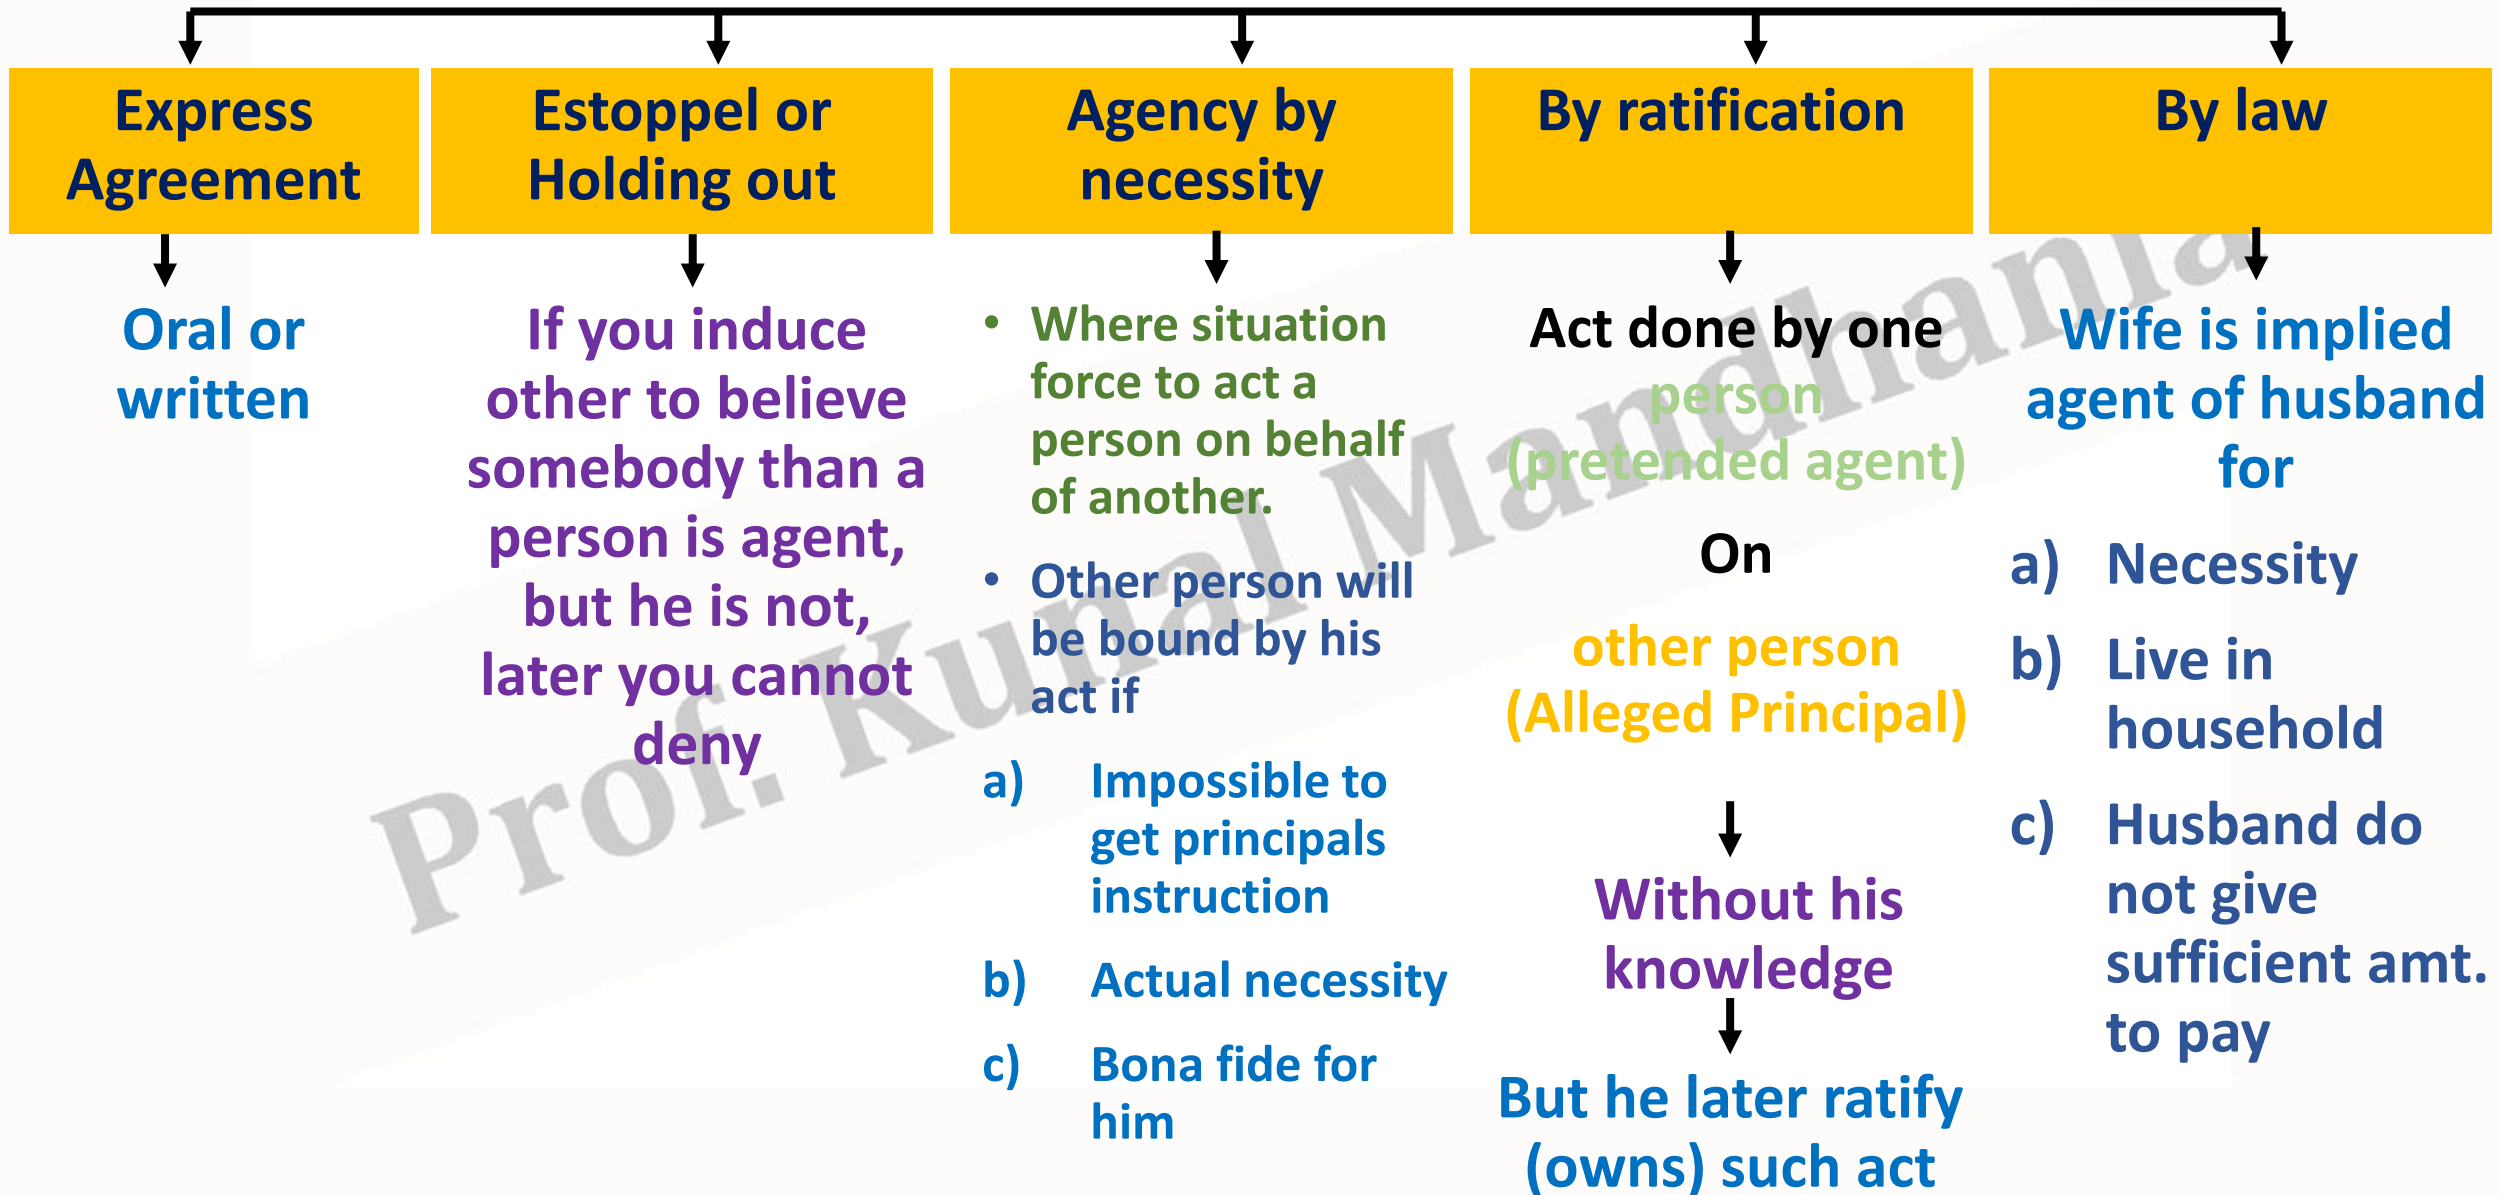 Express
Agreement
Oral or
written
Estoppel or
Holding out
If you induce
other to believe
somebody than a
person is agent,
but he is not,
later you cannot
deny
Agency by
necessity
• Where situation
force to act a
person on behalf
of another.
• Other person will
be bound by his
act if
a) Impossible to
get principals
instruction
b) Actual necessity
c) Bona fide for
him
By ratification
Act done by one
person
(pretended agent)
On
other person
(Alleged Principal)
Without his
knowledge
But he later ratify
(owns) such act
By law
Wife is implied
agent of husband
for
a) Necessity
b) Live in
household
c) Husband do
not give
sufficient amt.
to pay
Prof. Kunal Mandhania